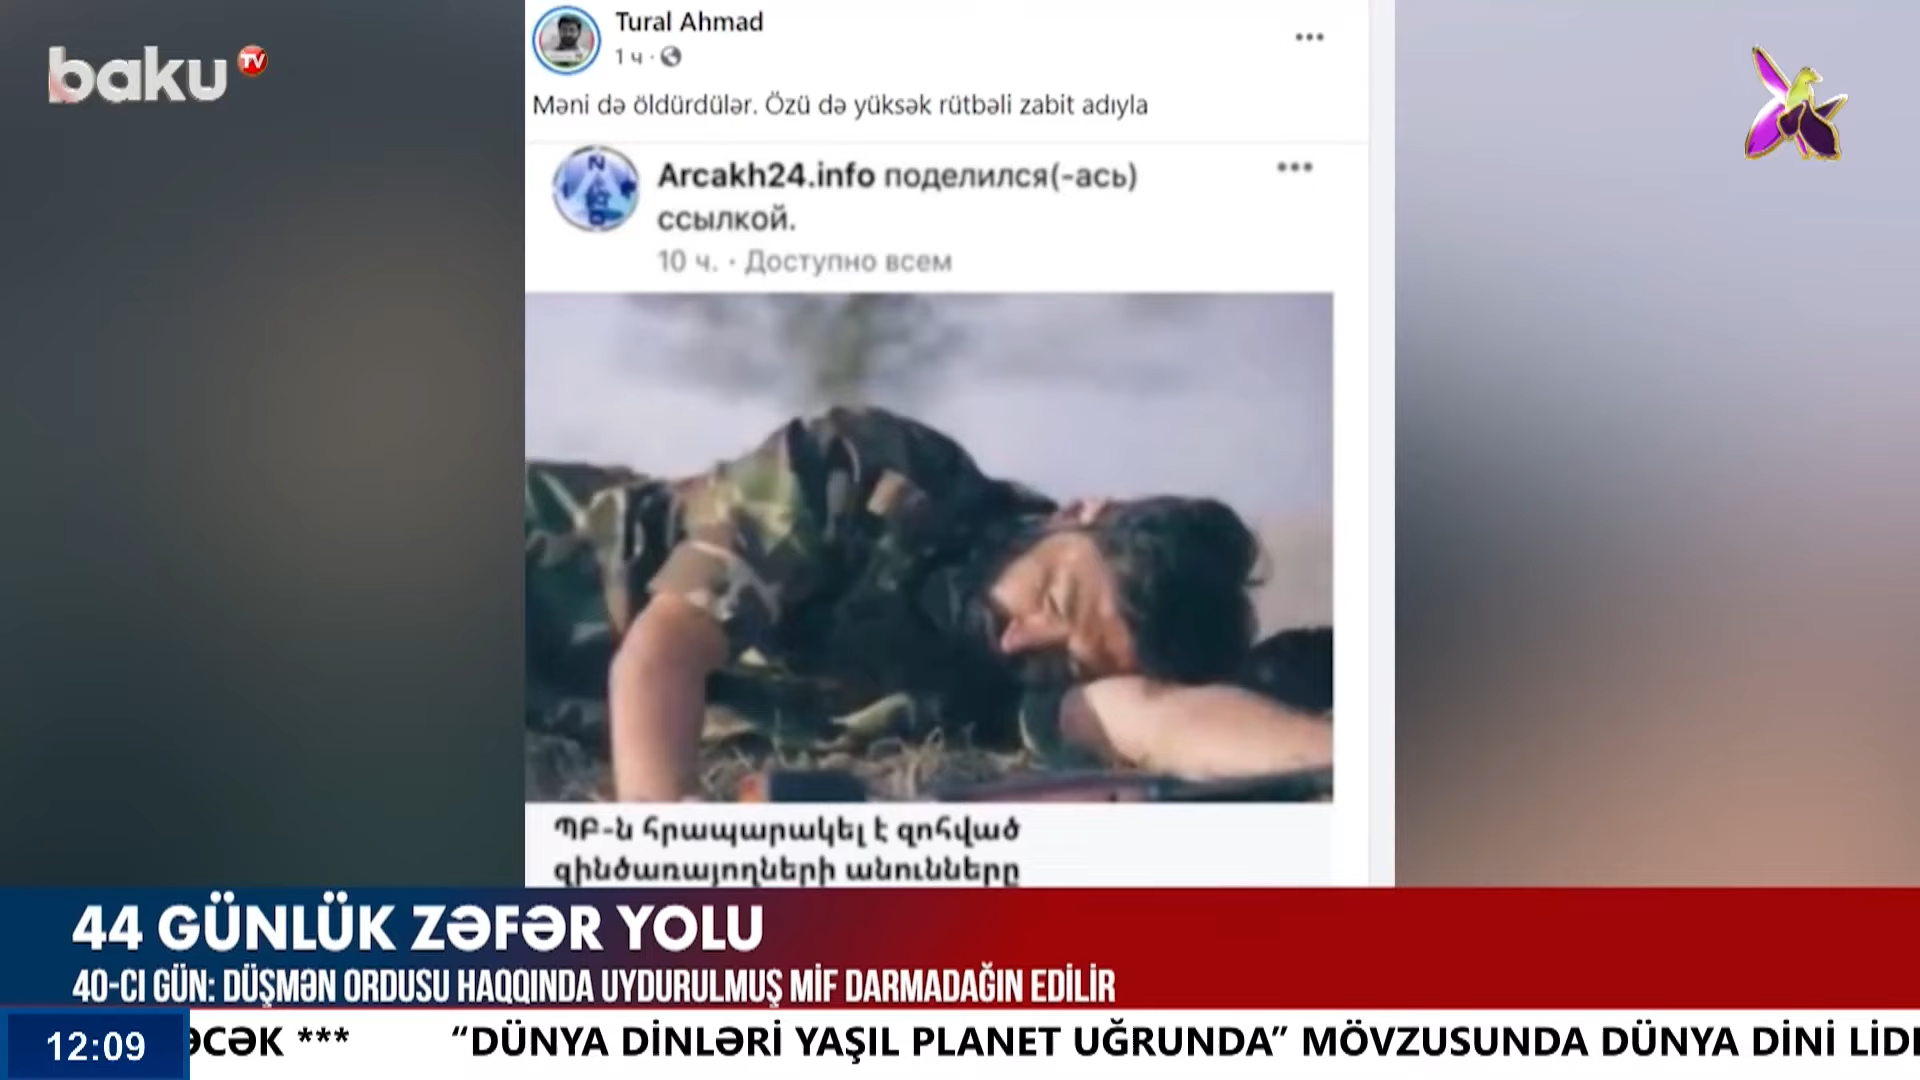 baku TV
Tural Ahmad
1 ч ·
Məni də öldürdülər. Özü də yüksək rütbəli zabit adıyla
Arcakh24.info поделился(-ась)
ссылкой.
10 ч. · Доступно всем
ՊԲ-ն հրապարակել է զոհված
զինծառայողների անունները
44 GÜNLÜK ZƏFƏR YOLU
40-CI GÜN: DÜŞMƏN ORDUSU HAQQINDA UYDURULMUŞ MİF DARMADAĞIN EDİLİR
12:09 ƏCƏK *** “DÜNYA DİNLƏRİ YAŞIL PLANET UĞRUNDA” MÖVZUSUNDA DÜNYA DİNİ LİD